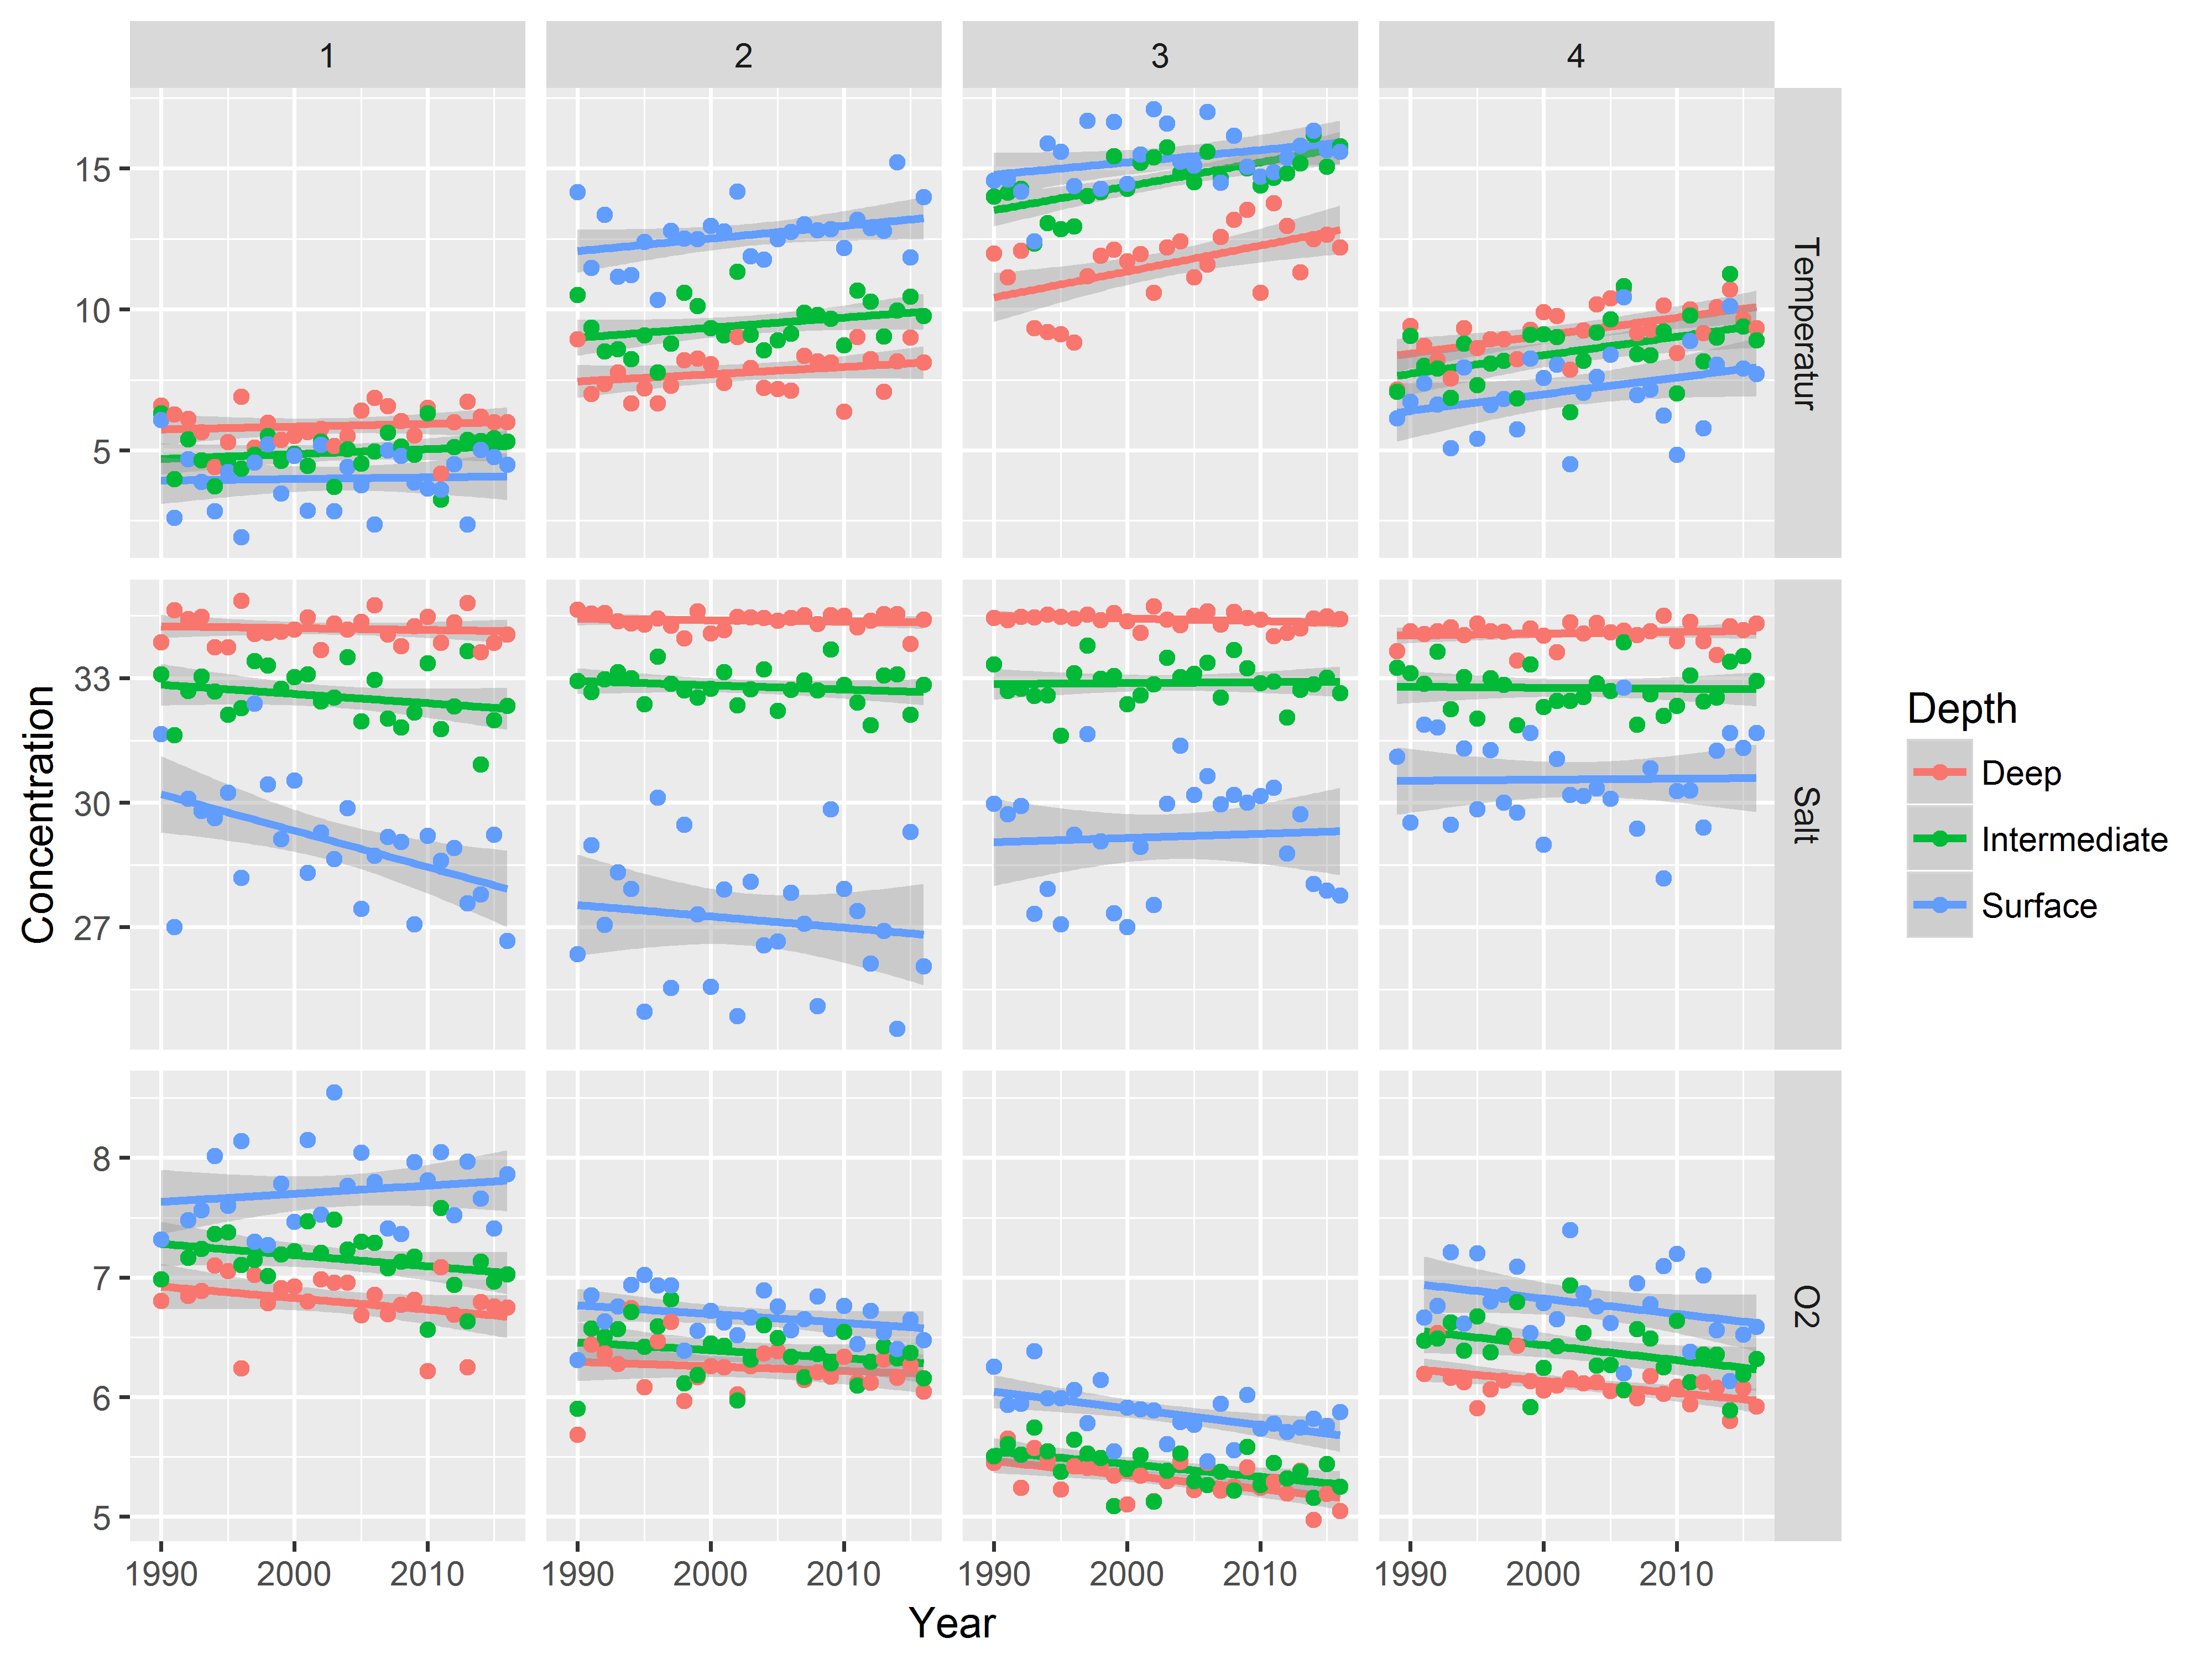 1 2 3 4
15
10
5
Temperatur
33
30
27
Salt
8
7
6
5
O2
1990 2000 2010 1990 2000 2010 1990 2000 2010 1990 2000 2010
Year
Concentration
Depth
Deep
Intermediate
Surface